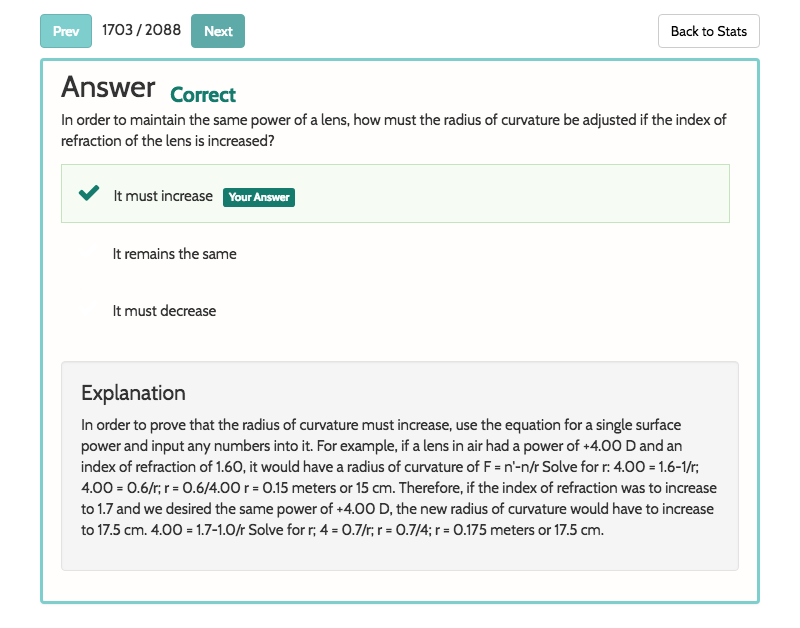 Prev 1703 / 2088 Next Back to Stats
Answer Correct
In order to maintain the same power of a lens, how must the radius of curvature be adjusted if the index of
refraction of the lens is increased?
It must increase Your Answer
It remains the same
It must decrease
Explanation
In order to prove that the radius of curvature must increase, use the equation for a single surface
power and input any numbers into it. For example, if a lens in air had a power of +4.00 D and an
index of refraction of 1.60, it would have a radius of curvature of F = n'-n/r Solve for r: 4.00 = 1.6-1/r;
4.00 = 0.6/r; r = 0.6/4.00 r = 0.15 meters or 15 cm. Therefore, if the index of refraction was to increase
to 1.7 and we desired the same power of +4.00 D, the new radius of curvature would have to increase
to 17.5 cm. 4.00 = 1.7-1.0/r Solve for r; 4 = 0.7/r; r = 0.7/4; r = 0.175 meters or 17.5 cm.